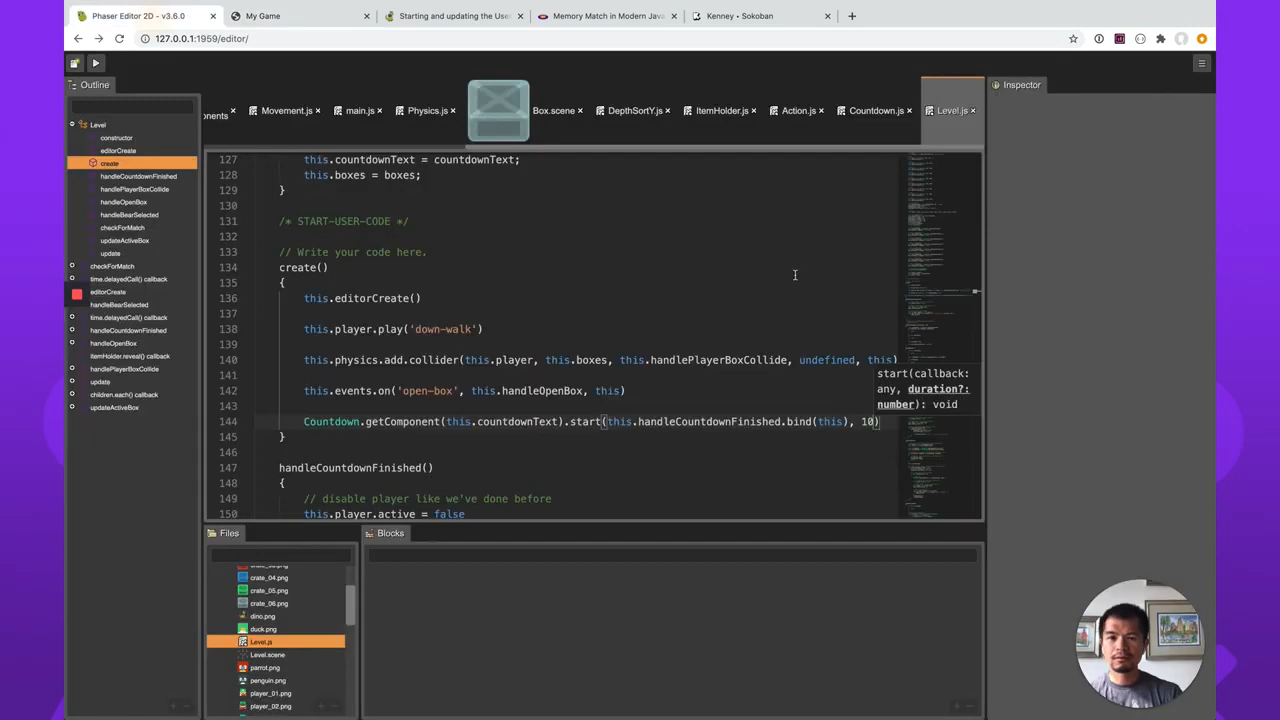 Phaser Editor 2D - v3.6.0
My Game
Starting and updating the Use
Memory Match in Modern Java
Kenney • Sokoban
127.0.0.1:1959/editor/
Outline
onents
Movement.js
main.js
Physics.js
Box.scene
DepthSortY.js
ItemHolder.js
Action.js
Countdown.js
Level.js
Inspector
Level
constructor
editorCreate
create
handleCountdownFinished
handlePlayerBoxCollide
handleOpenBox
handleBearSelected
checkForMatch
updateActiveBox
update
checkForMatch
time.delayedCall() callback
editorCreate
handleBearSelected
time.delayedCall() callback
handleCountdownFinished
handleOpenBox
itemHolder.reveal() callback
handlePlayerBoxCollide
update
children.each() callback
updateActiveBox
127 this.countdownText = countdownText;
128 this.boxes = boxes;
129 }
130
131 /* START-USER-CODE */
132
133 // Write your code here.
134 create()
135 {
136 this.editorCreate()
137
138 this.player.play('down-walk')
139
140 this.physics.add.collider(this.player, this.boxes, this.handlePlayerBoxCollide, undefined, this)
141
142 this.events.on('open-box', this.handleOpenBox, this)
143
144 Countdown.getComponent(this.countdownText).start(this.handleCountdownFinished.bind(this), 10)
145 }
146
147 handleCountdownFinished()
148 {
149 // disable player like we've done before
150 this.player.active = false
start(callback:
any, duration?:
number): void
Files
crate_04.png
crate_05.png
crate_06.png
dino.png
duck.png
Level.js
Level.scene
parrot.png
penguin.png
player_01.png
player_02.png
Blocks